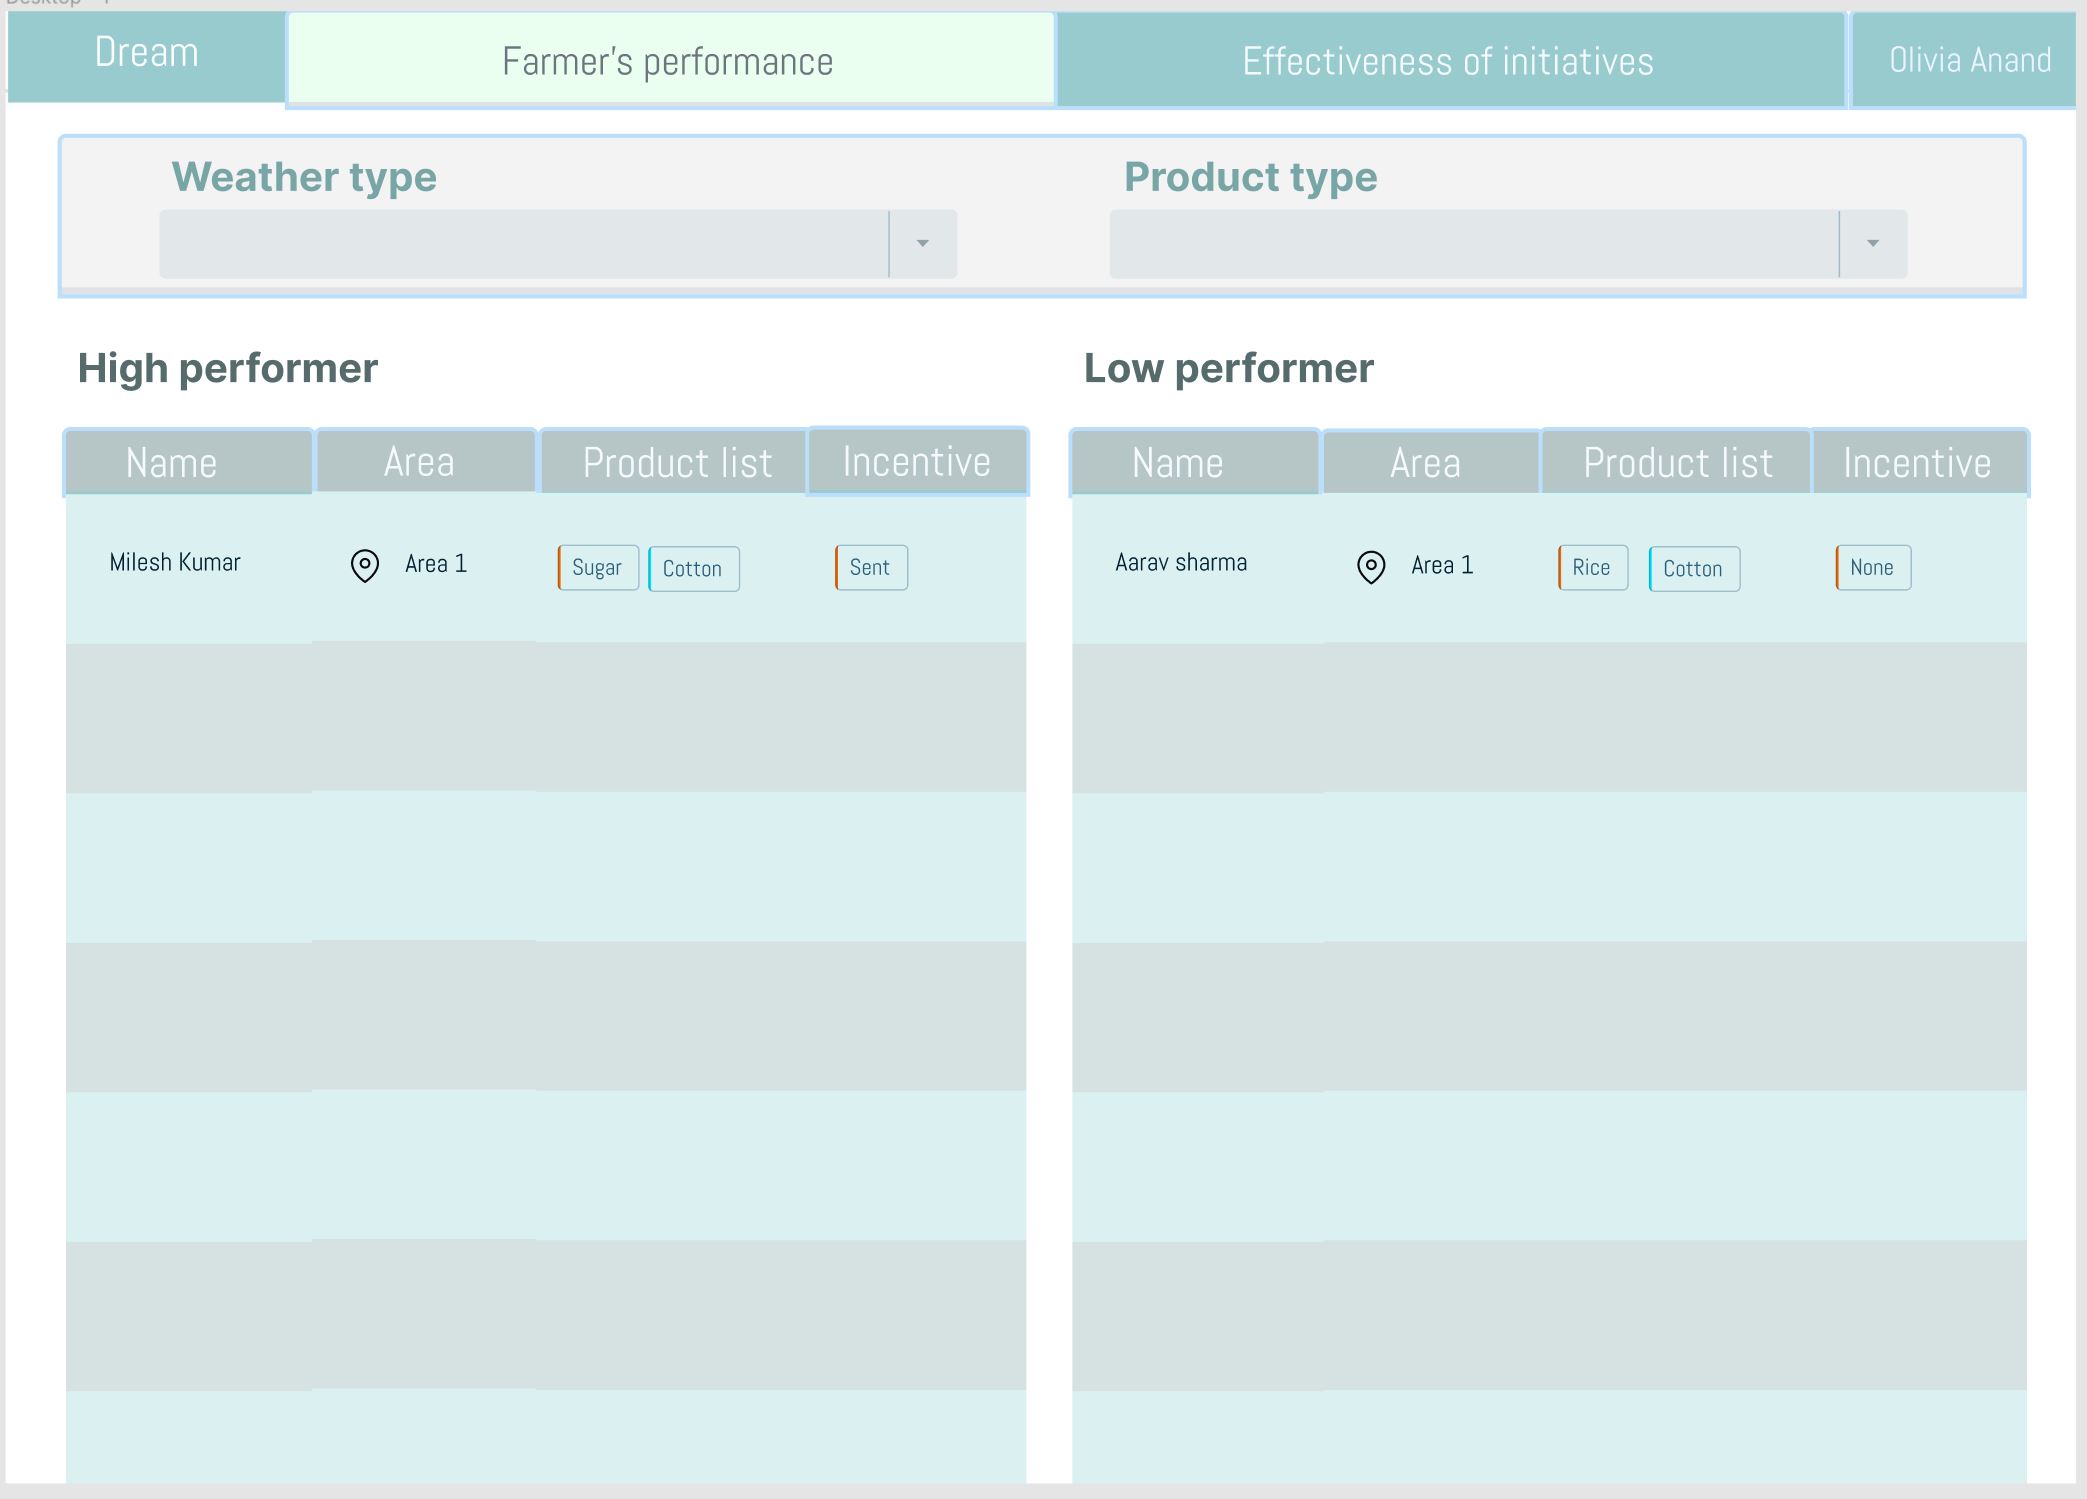 Dream
Farmer's performance
Effectiveness of initiatives
Olivia Anand
Weather type
Product type
High performer
Low performer
Name Area Product list Incentive
Name Area Product list Incentive
Milesh Kumar Area 1 Sugar Cotton Sent
Aarav sharma Area 1 Rice Cotton None